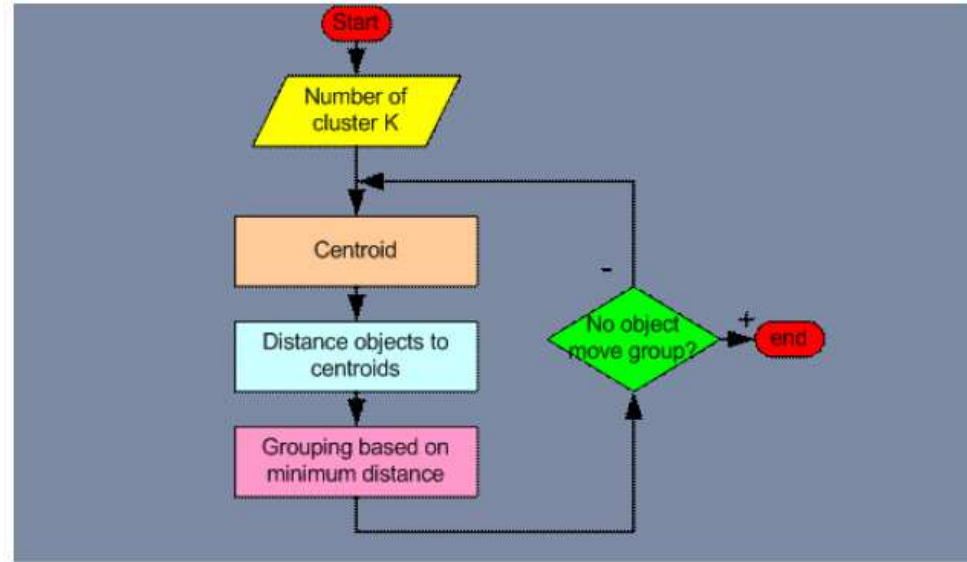 Start
Number of
cluster K
Centroid
-
No object
move group?
+
end
Distance objects to
centroids
Grouping based on
minimum distance